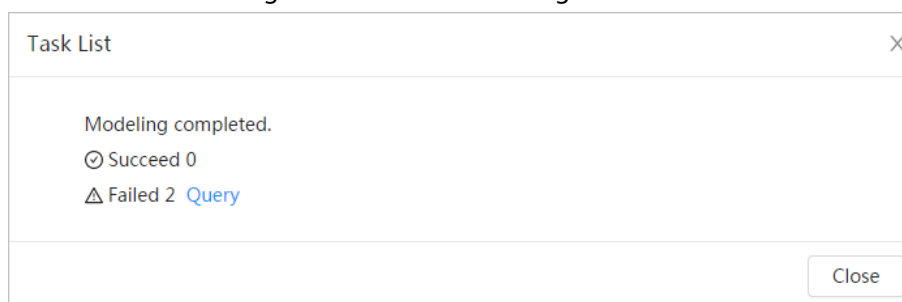 Task List
Modeling completed.
Succeed 0
Failed 2 Query
Close